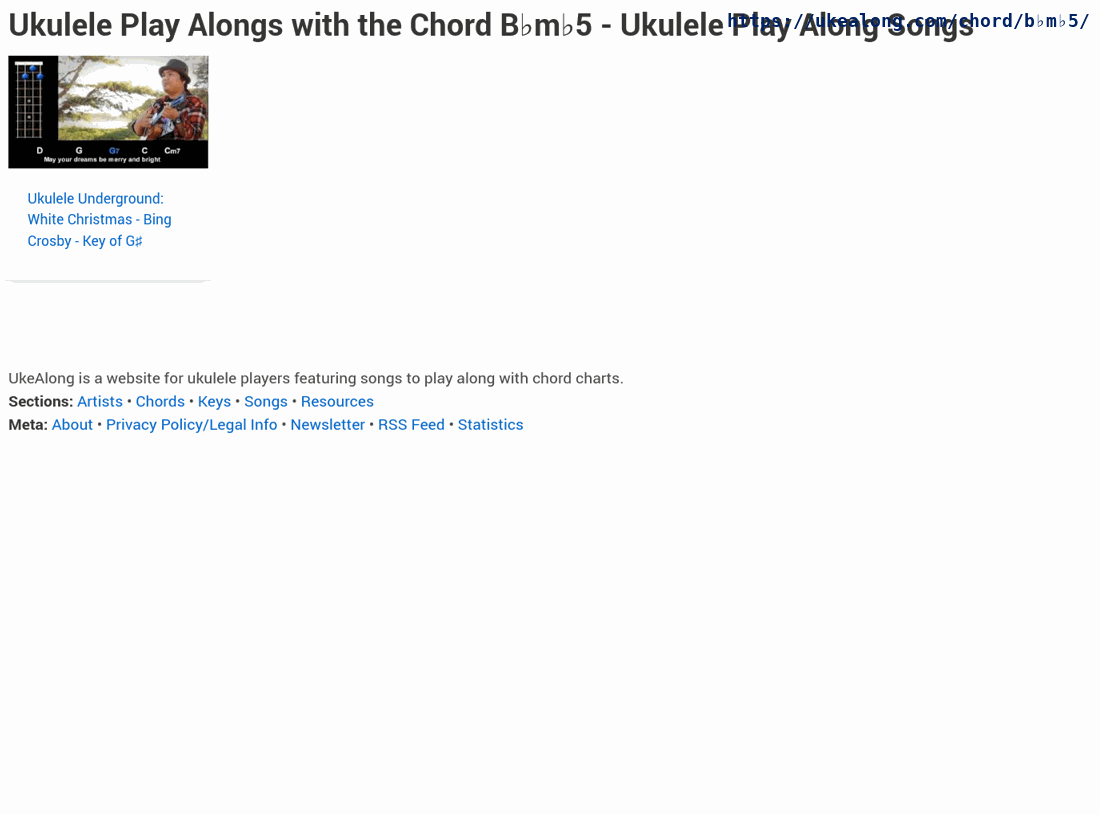 Ukulele Play Alongs with the Chord B♭m♭5 - Ukulele Play Along Songs
https://ukealong.com/chord/b♭m♭5/
D G G7 C Cm7
May your dreams be merry and bright
Ukulele Underground:
White Christmas - Bing
Crosby - Key of G♯
UkeAlong is a website for ukulele players featuring songs to play along with chord charts.
Sections: Artists • Chords • Keys • Songs • Resources
Meta: About • Privacy Policy/Legal Info • Newsletter • RSS Feed • Statistics